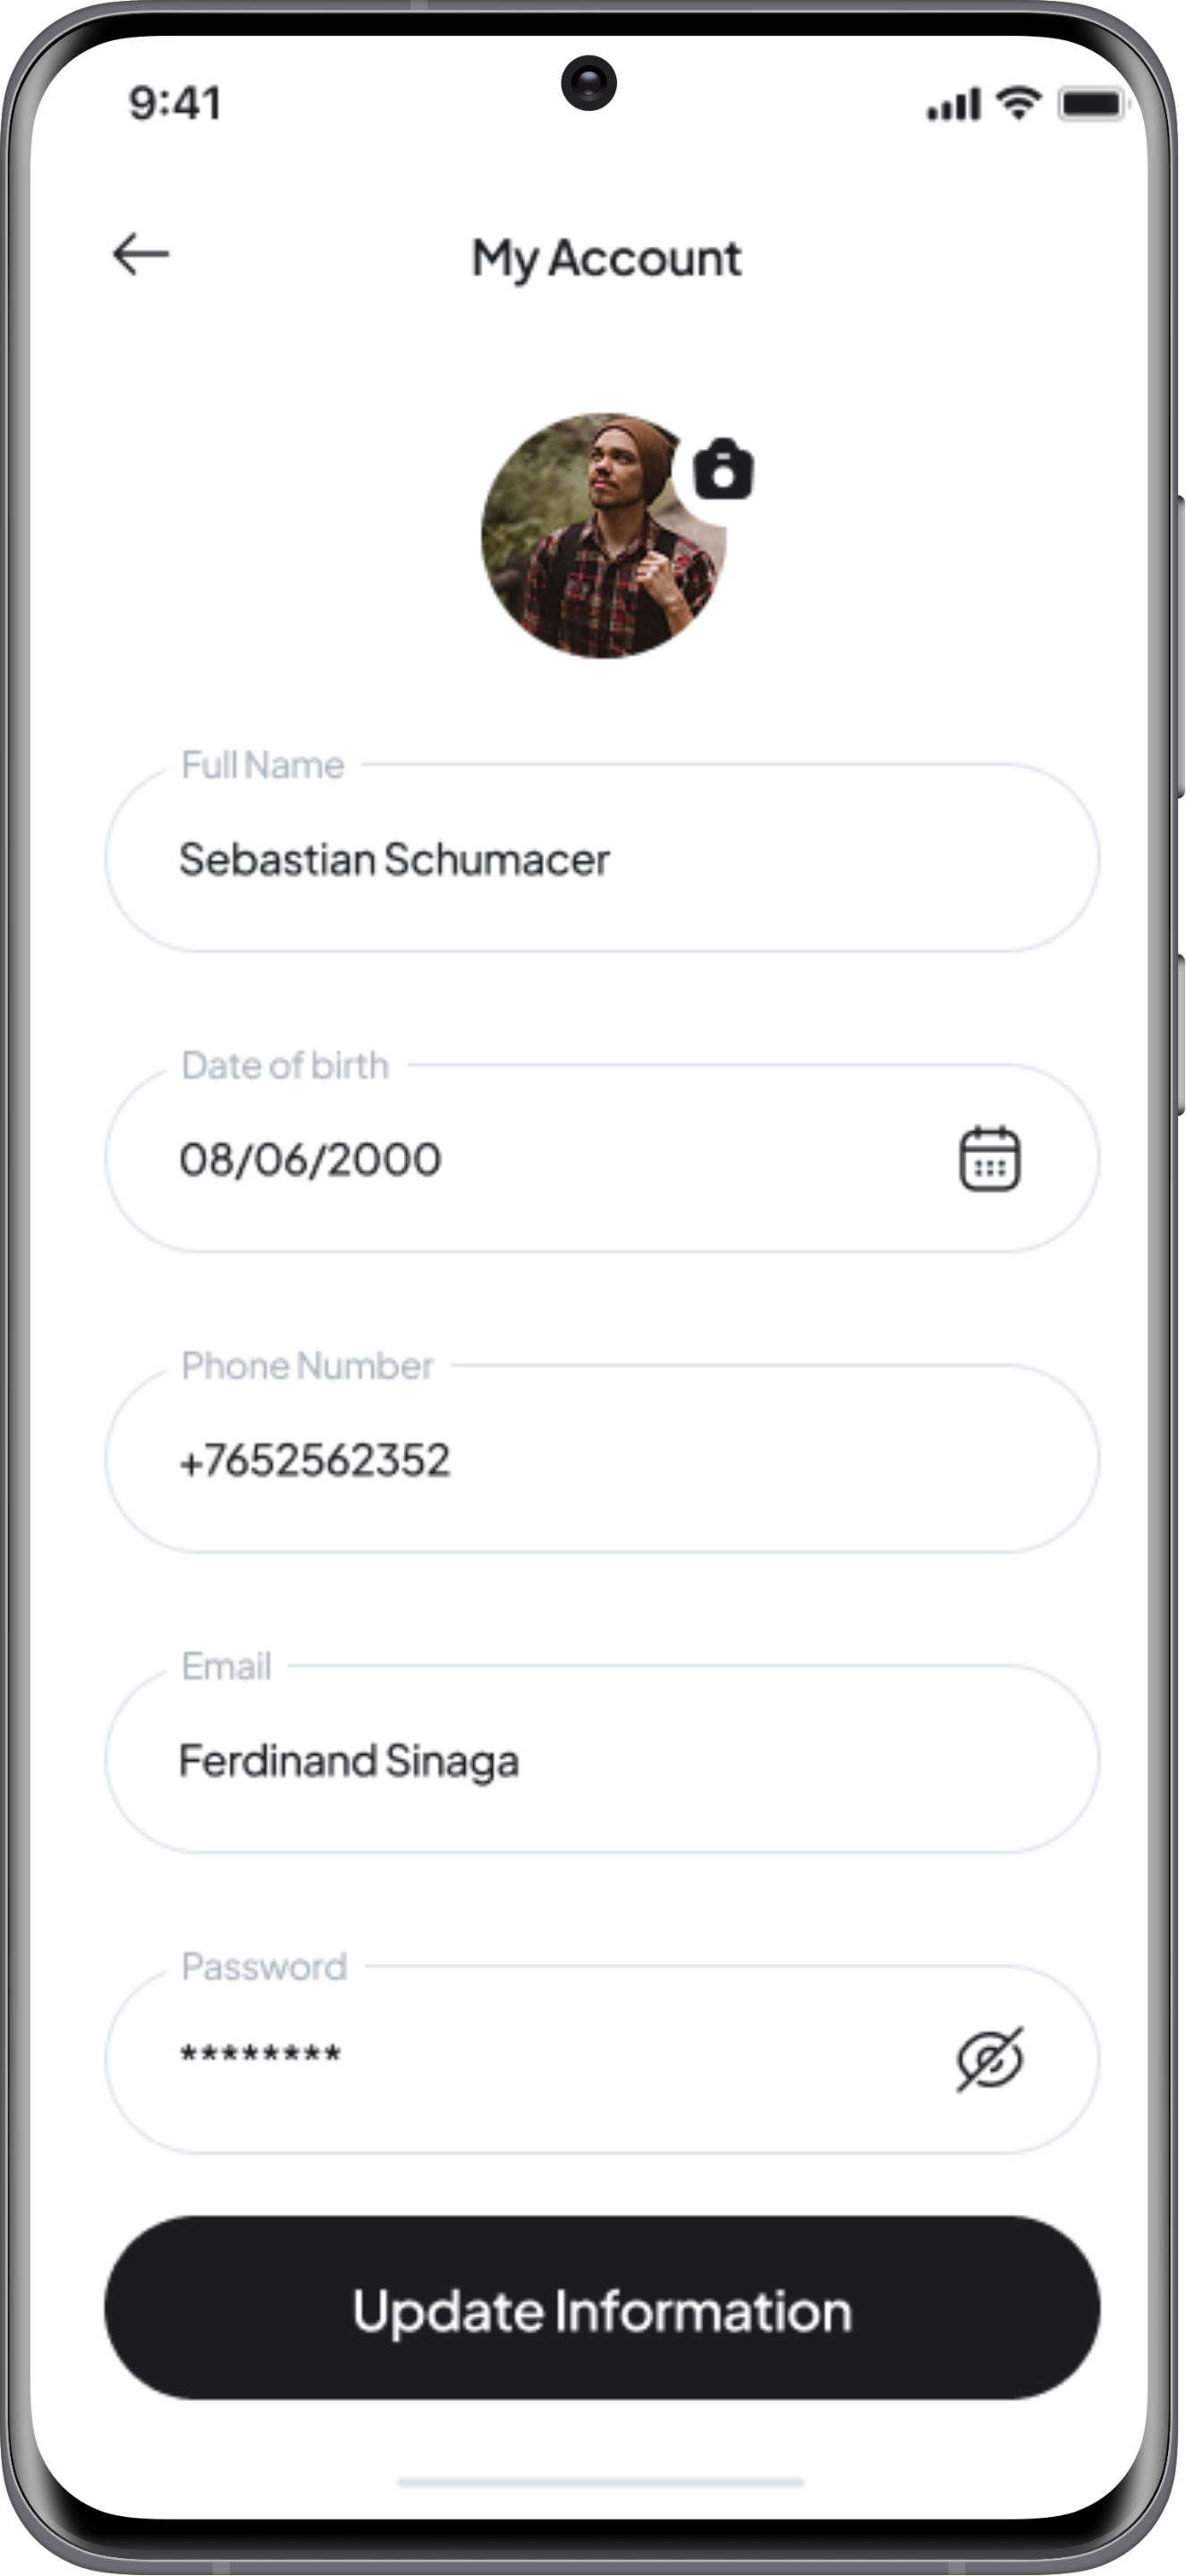 9:41
My Account
Full Name
Sebastian Schumacer
Date of birth
08/06/2000
Phone Number
+7652562352
Email
Ferdinand Sinaga
Password
********
Update Information